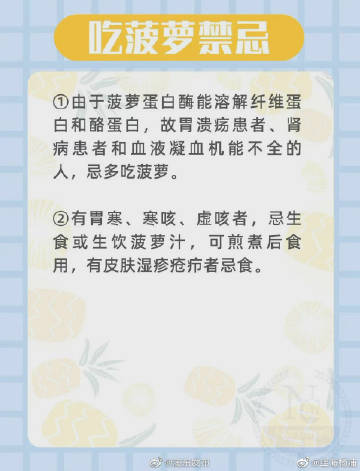 吃菠萝禁忌
①由于菠萝蛋白酶能溶解纤维蛋
白和酪蛋白，故胃溃疡患者、肾
病患者和血液凝血机能不全的
人，忌多吃菠萝。
②有胃寒、寒咳、虚咳者，忌生
食或生饮菠萝汁，可煎煮后食
用，有皮肤湿疹疮疖者忌食。